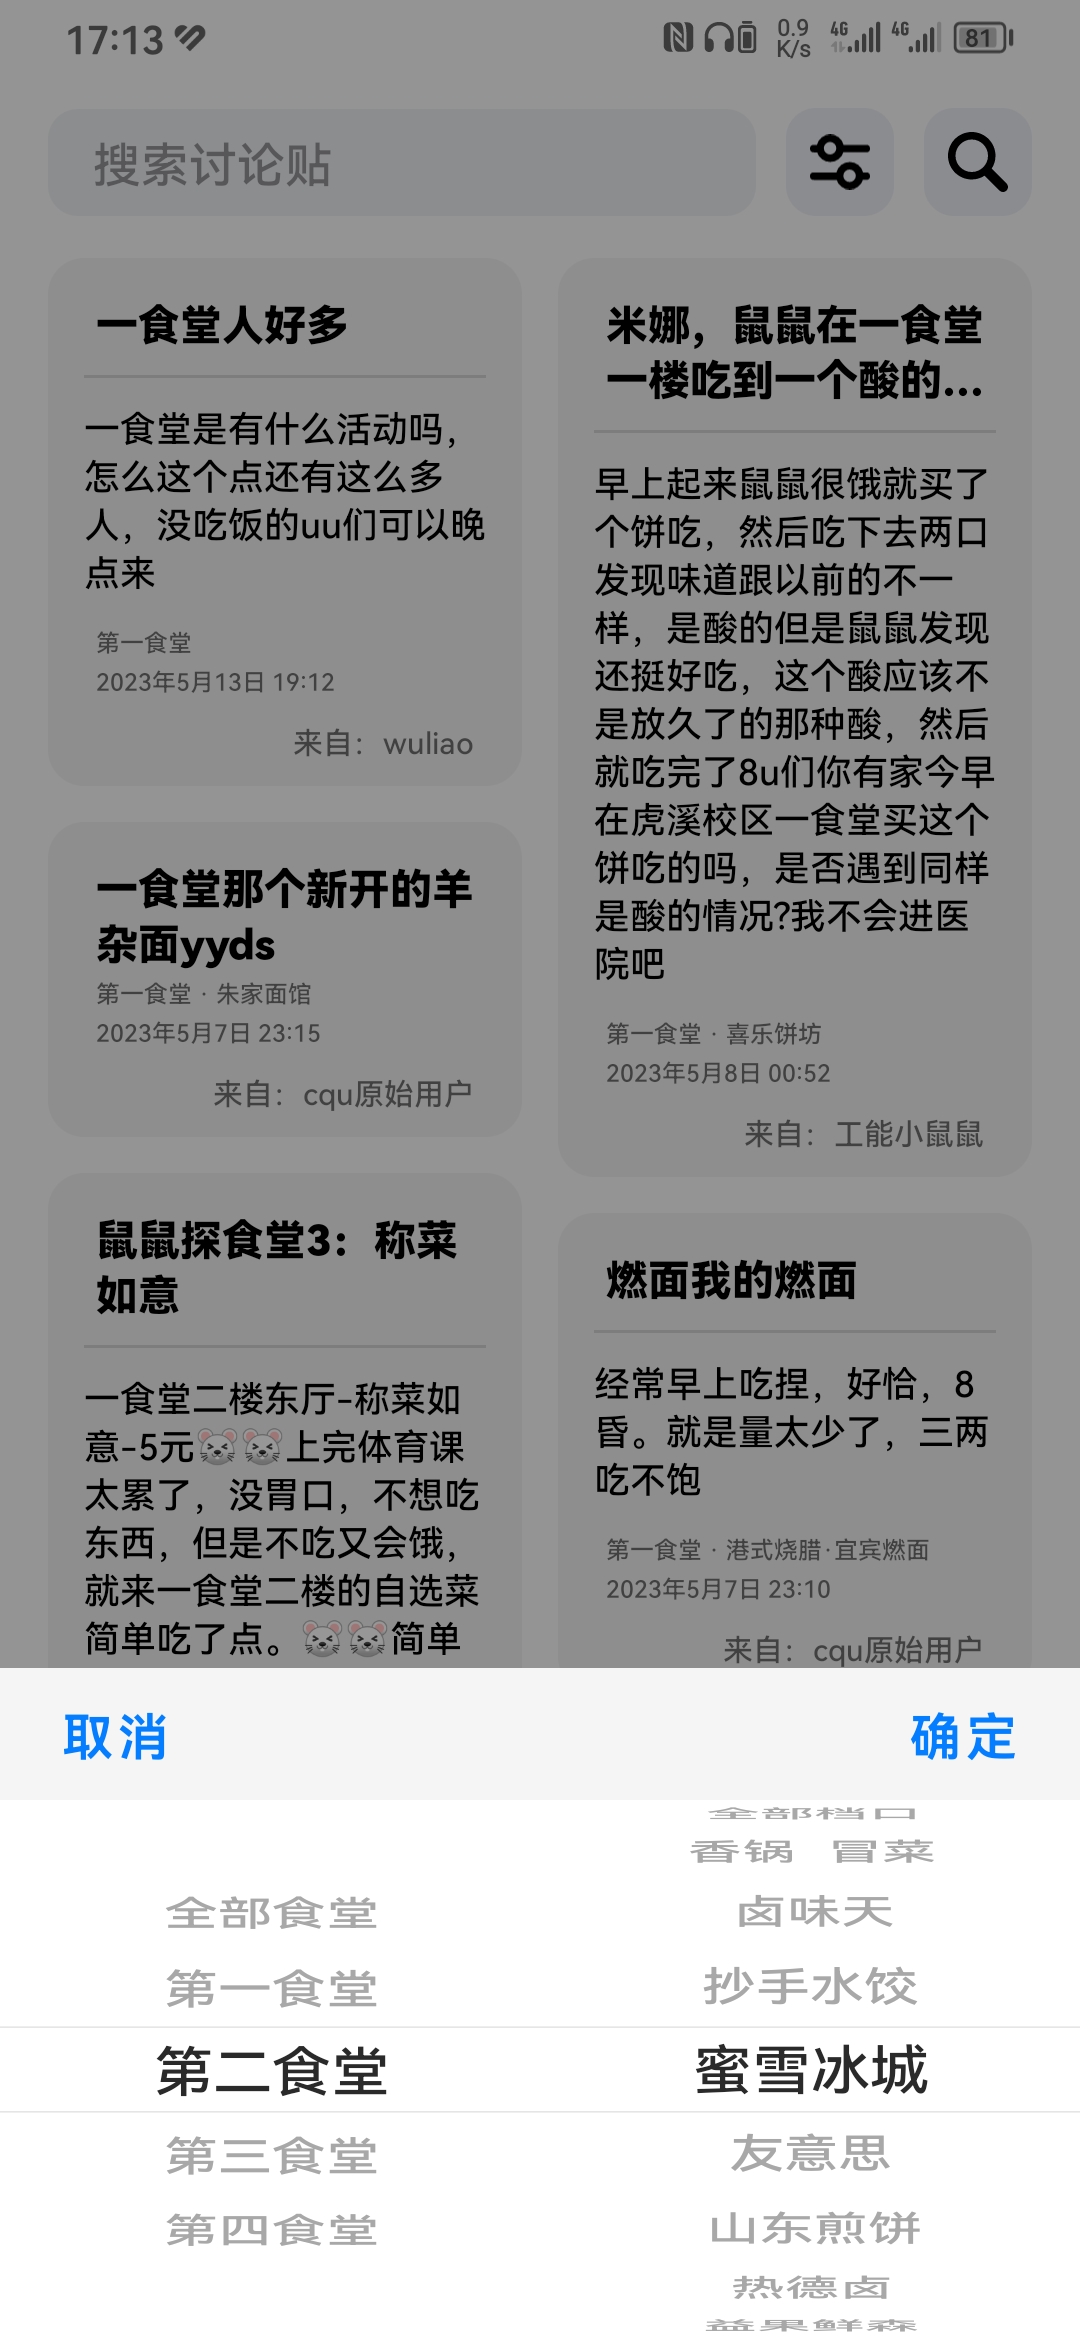 17:13
0.9
K/s
4G
4G
81
搜索讨论贴
一食堂人好多
一食堂是有什么活动吗，
怎么这个点还有这么多
人，没吃饭的uu们可以晚
点来
第一食堂
2023年5月13日 19:12
来自：wuliao
一食堂那个新开的羊
杂面yyds
第一食堂 · 朱家面馆
2023年5月7日 23:15
来自：cqu原始用户
鼠鼠探食堂3：称菜
如意
一食堂二楼东厅-称菜如
意-5元🐭🐭上完体育课
太累了，没胃口，不想吃
东西，但是不吃又会饿，
就来一食堂二楼的自选菜
简单吃了点。🐭🐭简单
米娜，鼠鼠在一食堂
一楼吃到一个酸的...
早上起来鼠鼠很饿就买了
个饼吃，然后吃下去两口
发现味道跟以前的不一
样，是酸的但是鼠鼠发现
还挺好吃，这个酸应该不
是放久了的那种酸，然后
就吃完了8u们你有家今早
在虎溪校区一食堂买这个
饼吃的吗，是否遇到同样
是酸的情况?我不会进医
院吧
第一食堂 · 喜乐饼坊
2023年5月8日 00:52
来自：工能小鼠鼠
燃面我的燃面
经常早上吃捏，好恰，8
昏。就是量太少了，三两
吃不饱
第一食堂 · 港式烧腊·宜宾燃面
2023年5月7日 23:10
来自：cqu原始用户
取消
确定
全部食堂
第一食堂
第二食堂
第三食堂
第四食堂
全部档口
香锅 冒菜
卤味天
抄手水饺
蜜雪冰城
友意思
山东煎饼
热德卤
益果鲜森